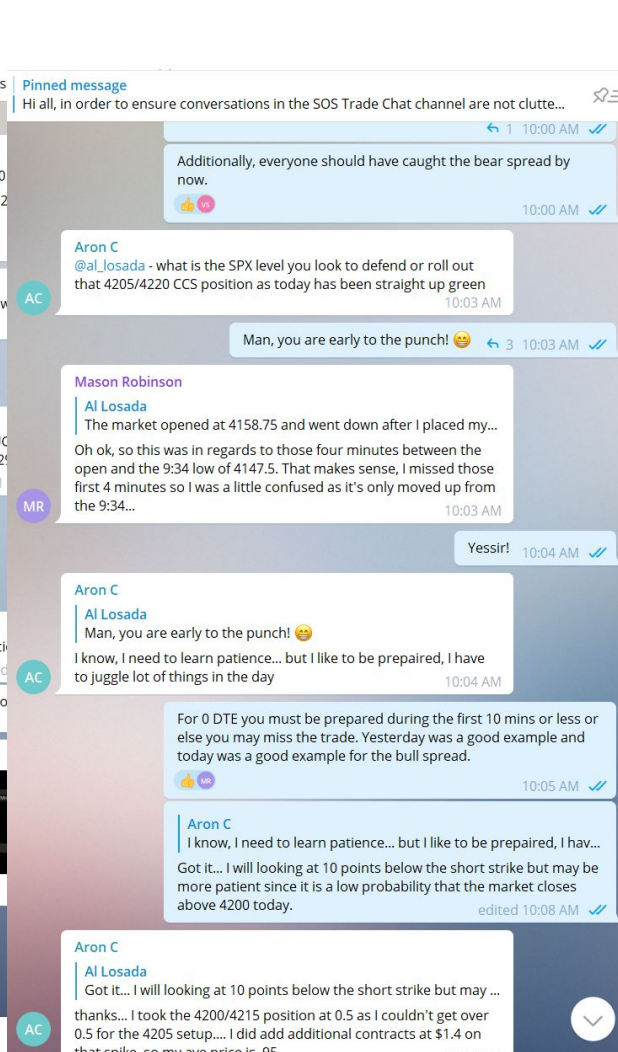 Pinned message
Hi all, in order to ensure conversations in the SOS Trade Chat channel are not clutte...
1 10:00 AM
Additionally, everyone should have caught the bear spread by
now.
VS
10:00 AM
Aron C
@al_losada - what is the SPX level you look to defend or roll out
that 4205/4220 CCS position as today has been straight up green
AC
10:03 AM
Man, you are early to the punch! 😁 3 10:03 AM
Mason Robinson
Al Losada
The market opened at 4158.75 and went down after I placed my...
Oh ok, so this was in regards to those four minutes between the
open and the 9:34 low of 4147.5. That makes sense, I missed those
first 4 minutes so I was a little confused as it's only moved up from
the 9:34...
MR
10:03 AM
Yessir! 10:04 AM
Aron C
Al Losada
Man, you are early to the punch! 😁
I know, I need to learn patience... but I like to be prepaired, I have
to juggle lot of things in the day
AC
10:04 AM
For 0 DTE you must be prepared during the first 10 mins or less or
else you may miss the trade. Yesterday was a good example and
today was a good example for the bull spread.
MR
10:05 AM
Aron C
I know, I need to learn patience... but I like to be prepaired, I hav...
Got it... I will looking at 10 points below the short strike but may be
more patient since it is a low probability that the market closes
above 4200 today.
edited 10:08 AM
Aron C
Al Losada
Got it... I will looking at 10 points below the short strike but may ...
thanks... I took the 4200/4215 position at 0.5 as I couldn't get over
0.5 for the 4205 setup.... I did add additional contracts at $1.4 on
that spike, so my ave price is .95
AC